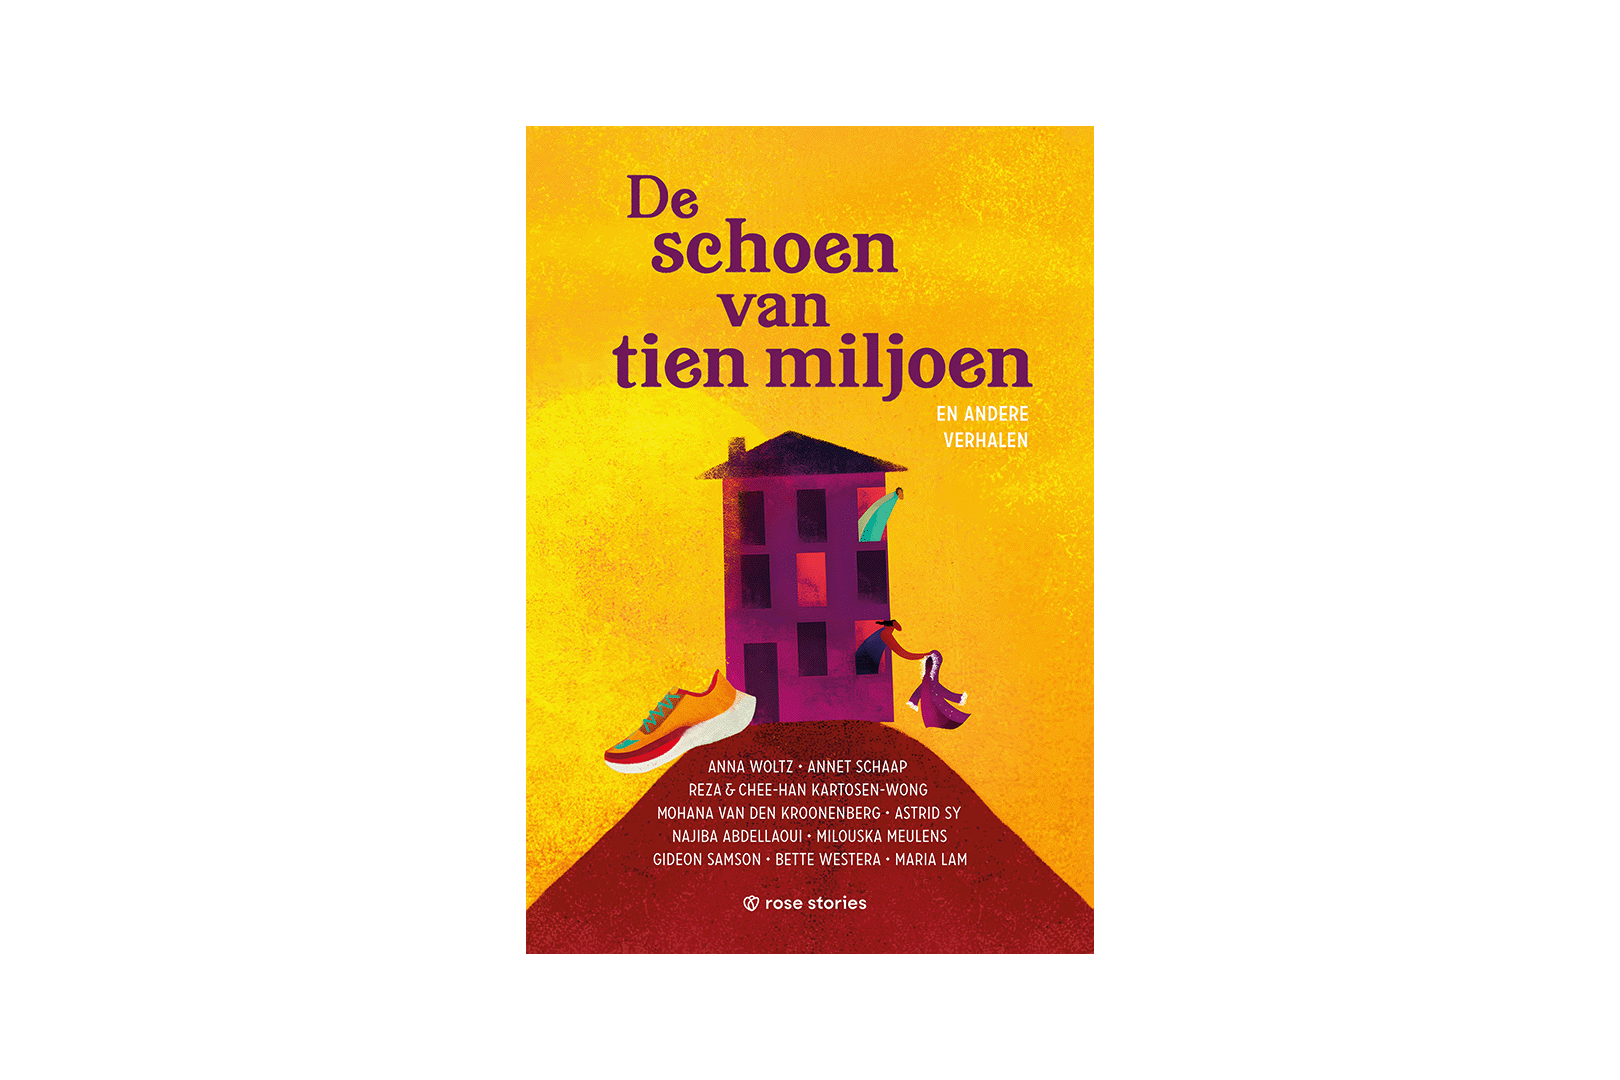 De
schoen
van
tien miljoen
EN ANDERE
VERHALEN
ANNA WOLTZ • ANNET SCHAAP
REZA & CHEE-HAN KARTOSEN-WONG
MOHANA VAN DEN KROONENBERG • ASTRID SY
NAJIBA ABDELLAOUI • MILOUSKA MEULENS
GIDEON SAMSON • BETTE WESTERA • MARIA LAM
rose stories